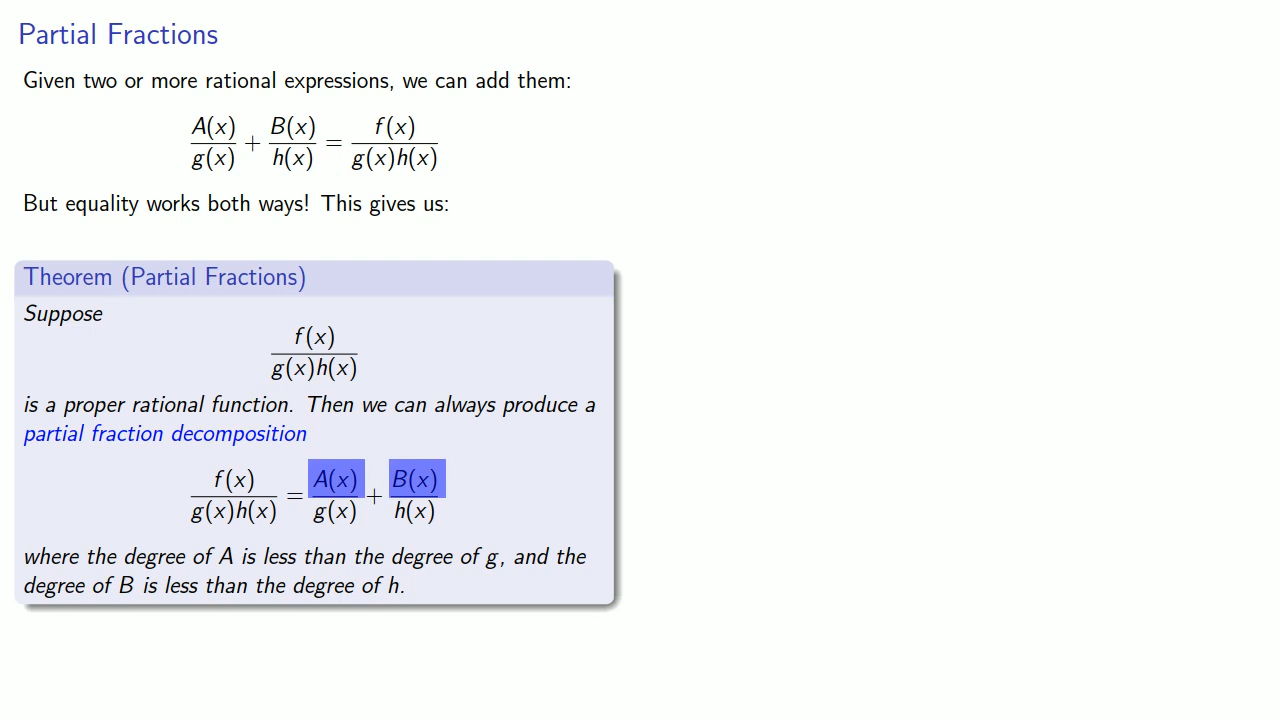 Partial Fractions
Given two or more rational expressions, we can add them:
A(x)/g(x) + B(x)/h(x) = f(x)/g(x)h(x)
But equality works both ways! This gives us:
Theorem (Partial Fractions)
Suppose
f(x)/g(x)h(x)
is a proper rational function. Then we can always produce a
partial fraction decomposition
f(x)/g(x)h(x) = A(x)/g(x) + B(x)/h(x)
where the degree of A is less than the degree of g, and the
degree of B is less than the degree of h.